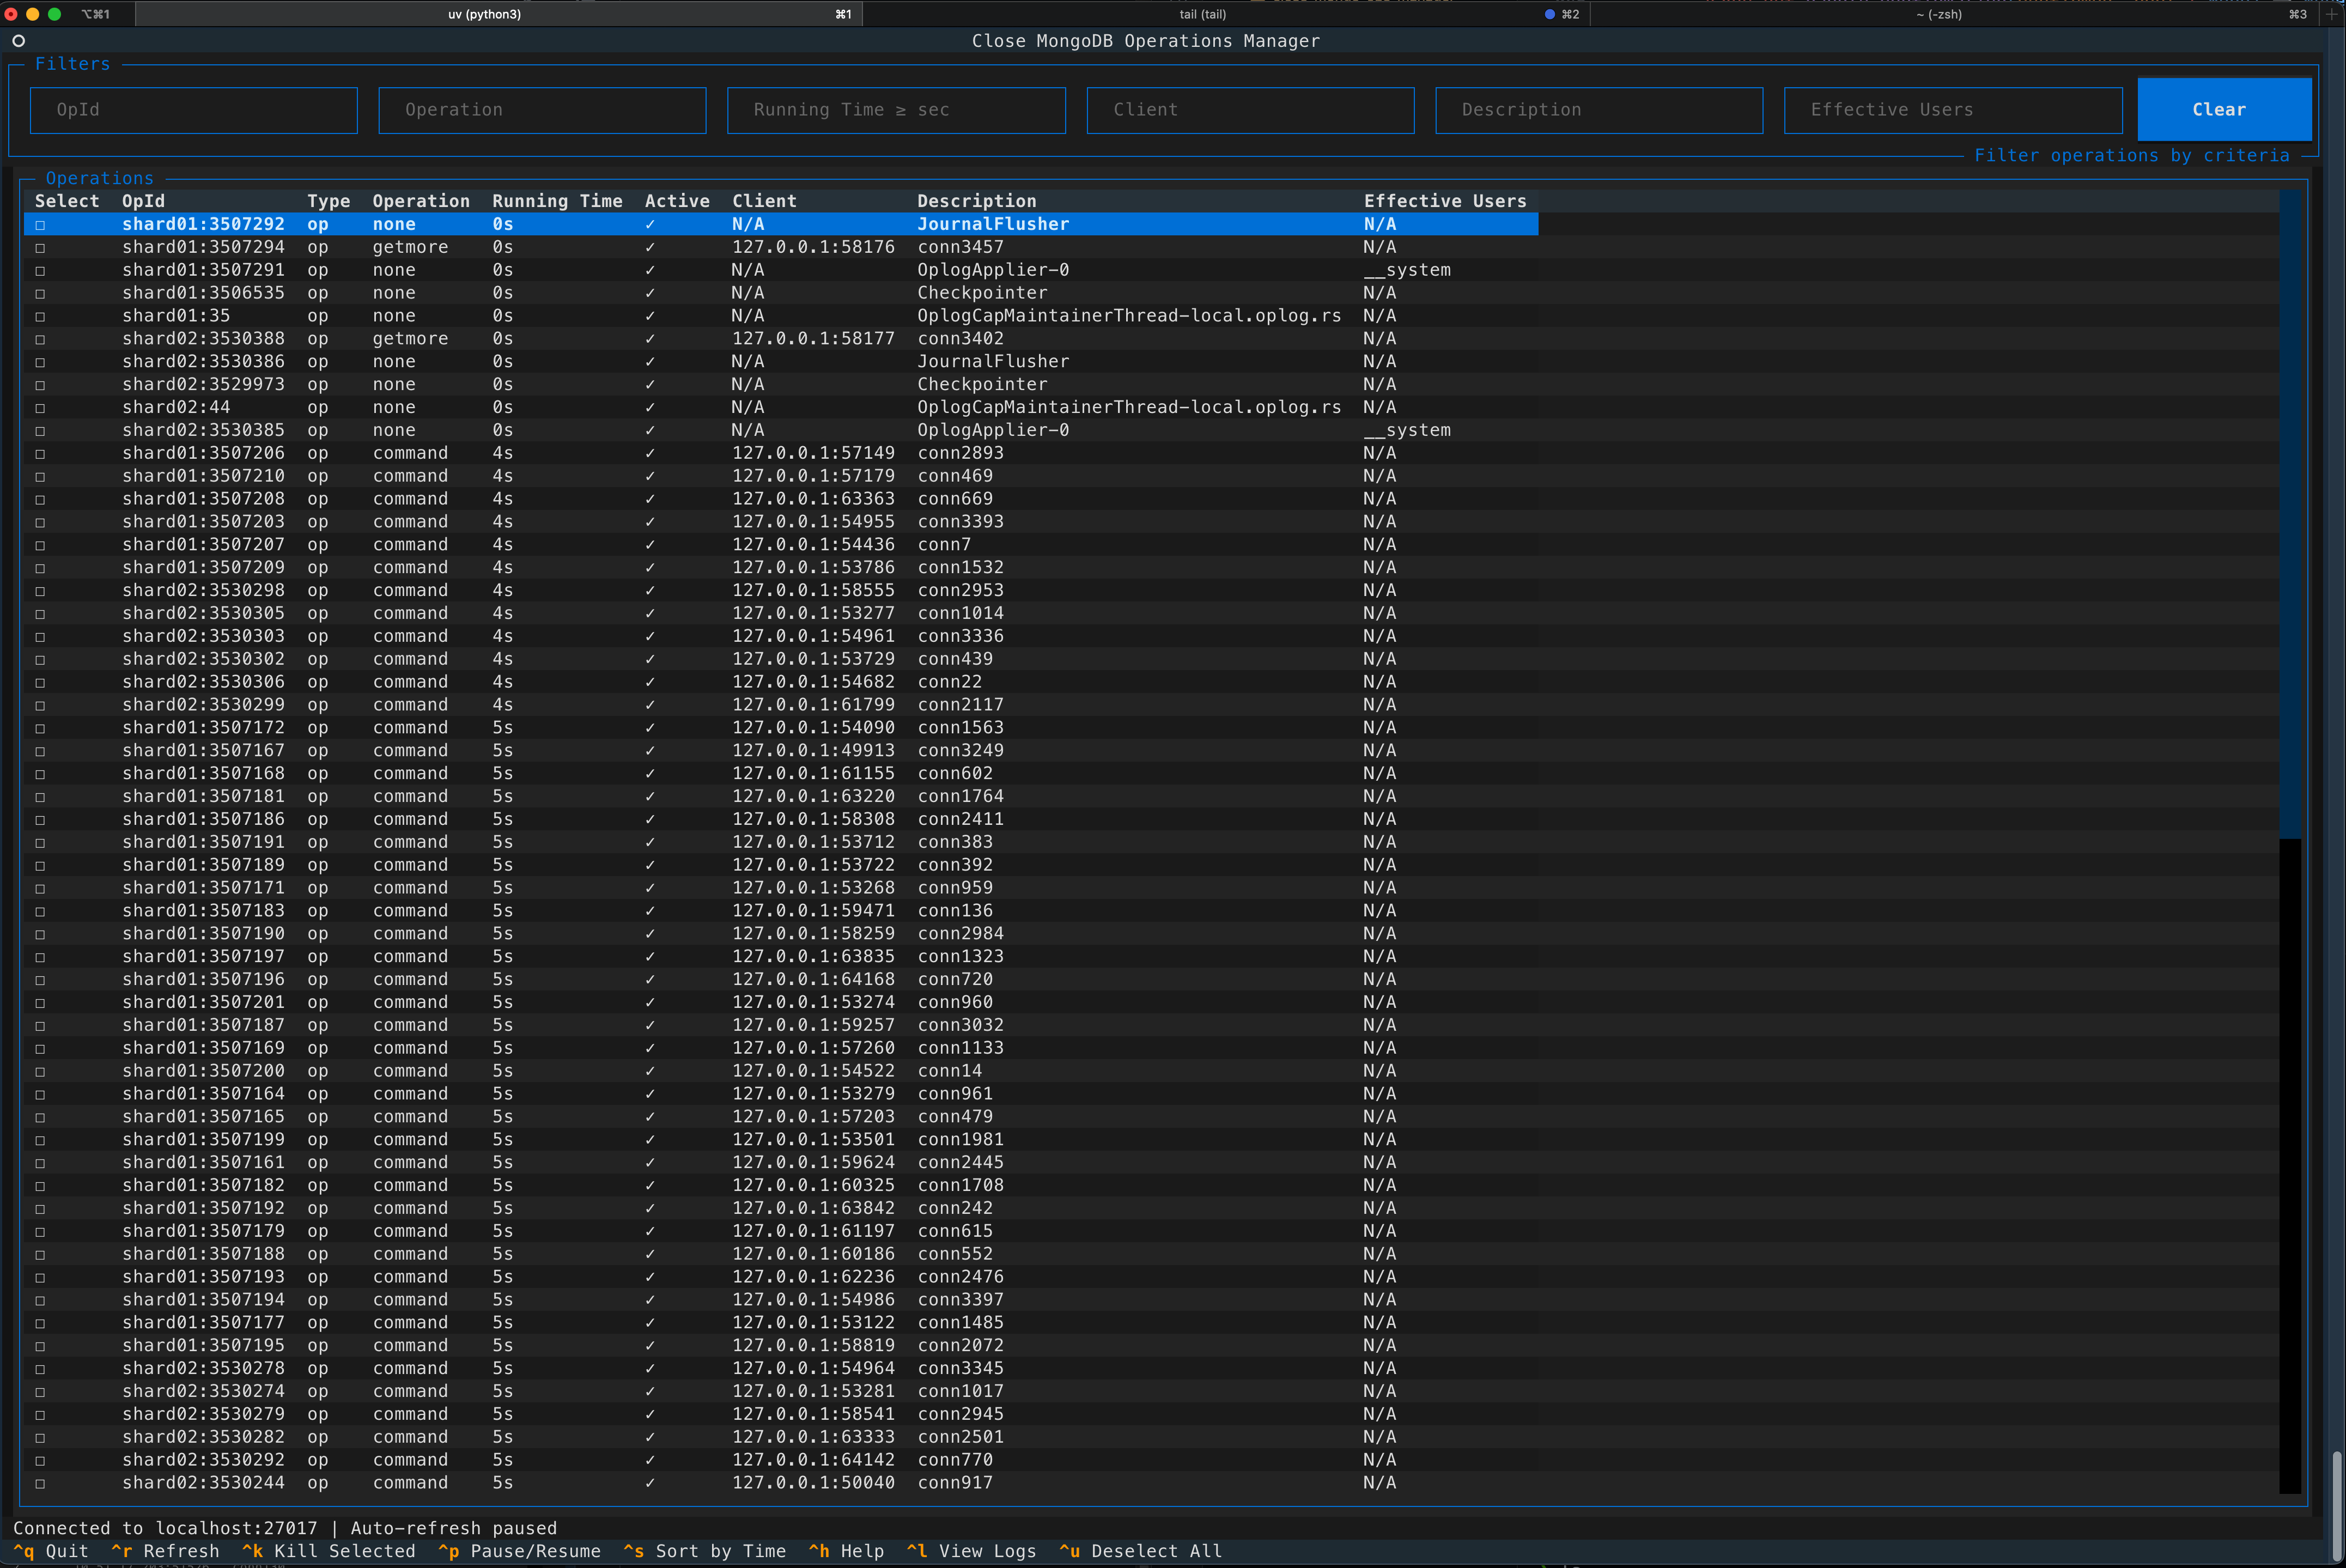 ⌥⌘1 uv (python3) ⌘1 tail (tail) ⌘2 ~ (-zsh) ⌘3
Close MongoDB Operations Manager
Filters
OpId Operation Running Time ≥ sec Client Description Effective Users Clear
Filter operations by criteria
Operations
Select OpId Type Operation Running Time Active Client Description Effective Users
☐ shard01:3507292 op none 0s ✓ N/A JournalFlusher N/A
☐ shard01:3507294 op getmore 0s ✓ 127.0.0.1:58176 conn3457 N/A
☐ shard01:3507291 op none 0s ✓ N/A OplogApplier-0 __system
☐ shard01:3506535 op none 0s ✓ N/A Checkpointer N/A
☐ shard01:35 op none 0s ✓ N/A OplogCapMaintainerThread-local.oplog.rs N/A
☐ shard02:3530388 op getmore 0s ✓ 127.0.0.1:58177 conn3402 N/A
☐ shard02:3530386 op none 0s ✓ N/A JournalFlusher N/A
☐ shard02:3529973 op none 0s ✓ N/A Checkpointer N/A
☐ shard02:44 op none 0s ✓ N/A OplogCapMaintainerThread-local.oplog.rs N/A
☐ shard02:3530385 op none 0s ✓ N/A OplogApplier-0 __system
☐ shard01:3507206 op command 4s ✓ 127.0.0.1:57149 conn2893 N/A
☐ shard01:3507210 op command 4s ✓ 127.0.0.1:57179 conn469 N/A
☐ shard01:3507208 op command 4s ✓ 127.0.0.1:63363 conn669 N/A
☐ shard01:3507203 op command 4s ✓ 127.0.0.1:54955 conn3393 N/A
☐ shard01:3507207 op command 4s ✓ 127.0.0.1:54436 conn7 N/A
☐ shard01:3507209 op command 4s ✓ 127.0.0.1:53786 conn1532 N/A
☐ shard02:3530298 op command 4s ✓ 127.0.0.1:58555 conn2953 N/A
☐ shard02:3530305 op command 4s ✓ 127.0.0.1:53277 conn1014 N/A
☐ shard02:3530303 op command 4s ✓ 127.0.0.1:54961 conn3336 N/A
☐ shard02:3530302 op command 4s ✓ 127.0.0.1:53729 conn439 N/A
☐ shard02:3530306 op command 4s ✓ 127.0.0.1:54682 conn22 N/A
☐ shard02:3530299 op command 4s ✓ 127.0.0.1:61799 conn2117 N/A
☐ shard01:3507172 op command 5s ✓ 127.0.0.1:54090 conn1563 N/A
☐ shard01:3507167 op command 5s ✓ 127.0.0.1:49913 conn3249 N/A
☐ shard01:3507168 op command 5s ✓ 127.0.0.1:61155 conn602 N/A
☐ shard01:3507181 op command 5s ✓ 127.0.0.1:63220 conn1764 N/A
☐ shard01:3507186 op command 5s ✓ 127.0.0.1:58308 conn2411 N/A
☐ shard01:3507191 op command 5s ✓ 127.0.0.1:53712 conn383 N/A
☐ shard01:3507189 op command 5s ✓ 127.0.0.1:53722 conn392 N/A
☐ shard01:3507171 op command 5s ✓ 127.0.0.1:53268 conn959 N/A
☐ shard01:3507183 op command 5s ✓ 127.0.0.1:59471 conn136 N/A
☐ shard01:3507190 op command 5s ✓ 127.0.0.1:58259 conn2984 N/A
☐ shard01:3507197 op command 5s ✓ 127.0.0.1:63835 conn1323 N/A
☐ shard01:3507196 op command 5s ✓ 127.0.0.1:64168 conn720 N/A
☐ shard01:3507201 op command 5s ✓ 127.0.0.1:53274 conn960 N/A
☐ shard01:3507187 op command 5s ✓ 127.0.0.1:59257 conn3032 N/A
☐ shard01:3507169 op command 5s ✓ 127.0.0.1:57260 conn1133 N/A
☐ shard01:3507200 op command 5s ✓ 127.0.0.1:54522 conn14 N/A
☐ shard01:3507164 op command 5s ✓ 127.0.0.1:53279 conn961 N/A
☐ shard01:3507165 op command 5s ✓ 127.0.0.1:57203 conn479 N/A
☐ shard01:3507199 op command 5s ✓ 127.0.0.1:53501 conn1981 N/A
☐ shard01:3507161 op command 5s ✓ 127.0.0.1:59624 conn2445 N/A
☐ shard01:3507182 op command 5s ✓ 127.0.0.1:60325 conn1708 N/A
☐ shard01:3507192 op command 5s ✓ 127.0.0.1:63842 conn242 N/A
☐ shard01:3507179 op command 5s ✓ 127.0.0.1:61197 conn615 N/A
☐ shard01:3507188 op command 5s ✓ 127.0.0.1:60186 conn552 N/A
☐ shard01:3507193 op command 5s ✓ 127.0.0.1:62236 conn2476 N/A
☐ shard01:3507194 op command 5s ✓ 127.0.0.1:54986 conn3397 N/A
☐ shard01:3507177 op command 5s ✓ 127.0.0.1:53122 conn1485 N/A
☐ shard01:3507195 op command 5s ✓ 127.0.0.1:58819 conn2072 N/A
☐ shard02:3530278 op command 5s ✓ 127.0.0.1:54964 conn3345 N/A
☐ shard02:3530274 op command 5s ✓ 127.0.0.1:53281 conn1017 N/A
☐ shard02:3530279 op command 5s ✓ 127.0.0.1:58541 conn2945 N/A
☐ shard02:3530282 op command 5s ✓ 127.0.0.1:63333 conn2501 N/A
☐ shard02:3530292 op command 5s ✓ 127.0.0.1:64142 conn770 N/A
☐ shard02:3530244 op command 5s ✓ 127.0.0.1:50040 conn917 N/A
Connected to localhost:27017 | Auto-refresh paused
^q Quit ^r Refresh ^k Kill Selected ^p Pause/Resume ^s Sort by Time ^h Help ^l View Logs ^u Deselect All